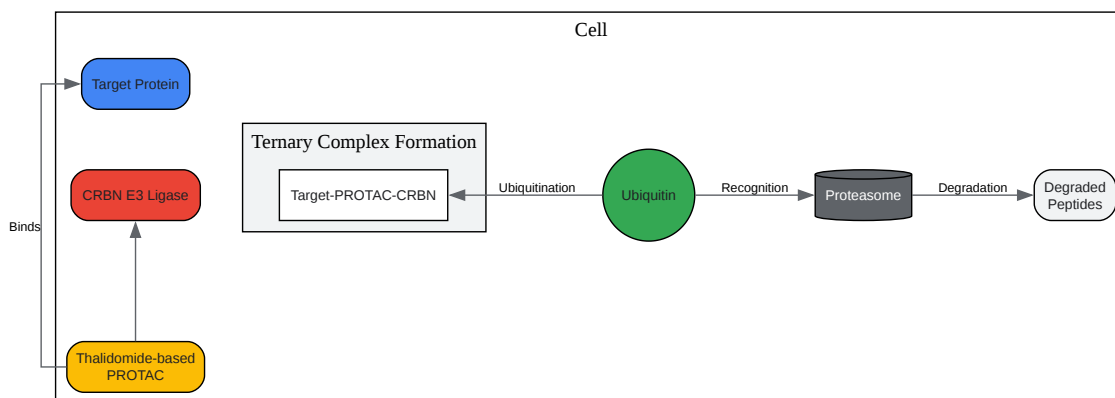 Cell
Target Protein
Ternary Complex Formation
CRBN E3 Ligase
Target-PROTAC-CRBN
Ubiquitination
Ubiquitin
Recognition
Proteasome
Degradation
Degraded
Peptides
Binds
Thalidomide-based
PROTAC